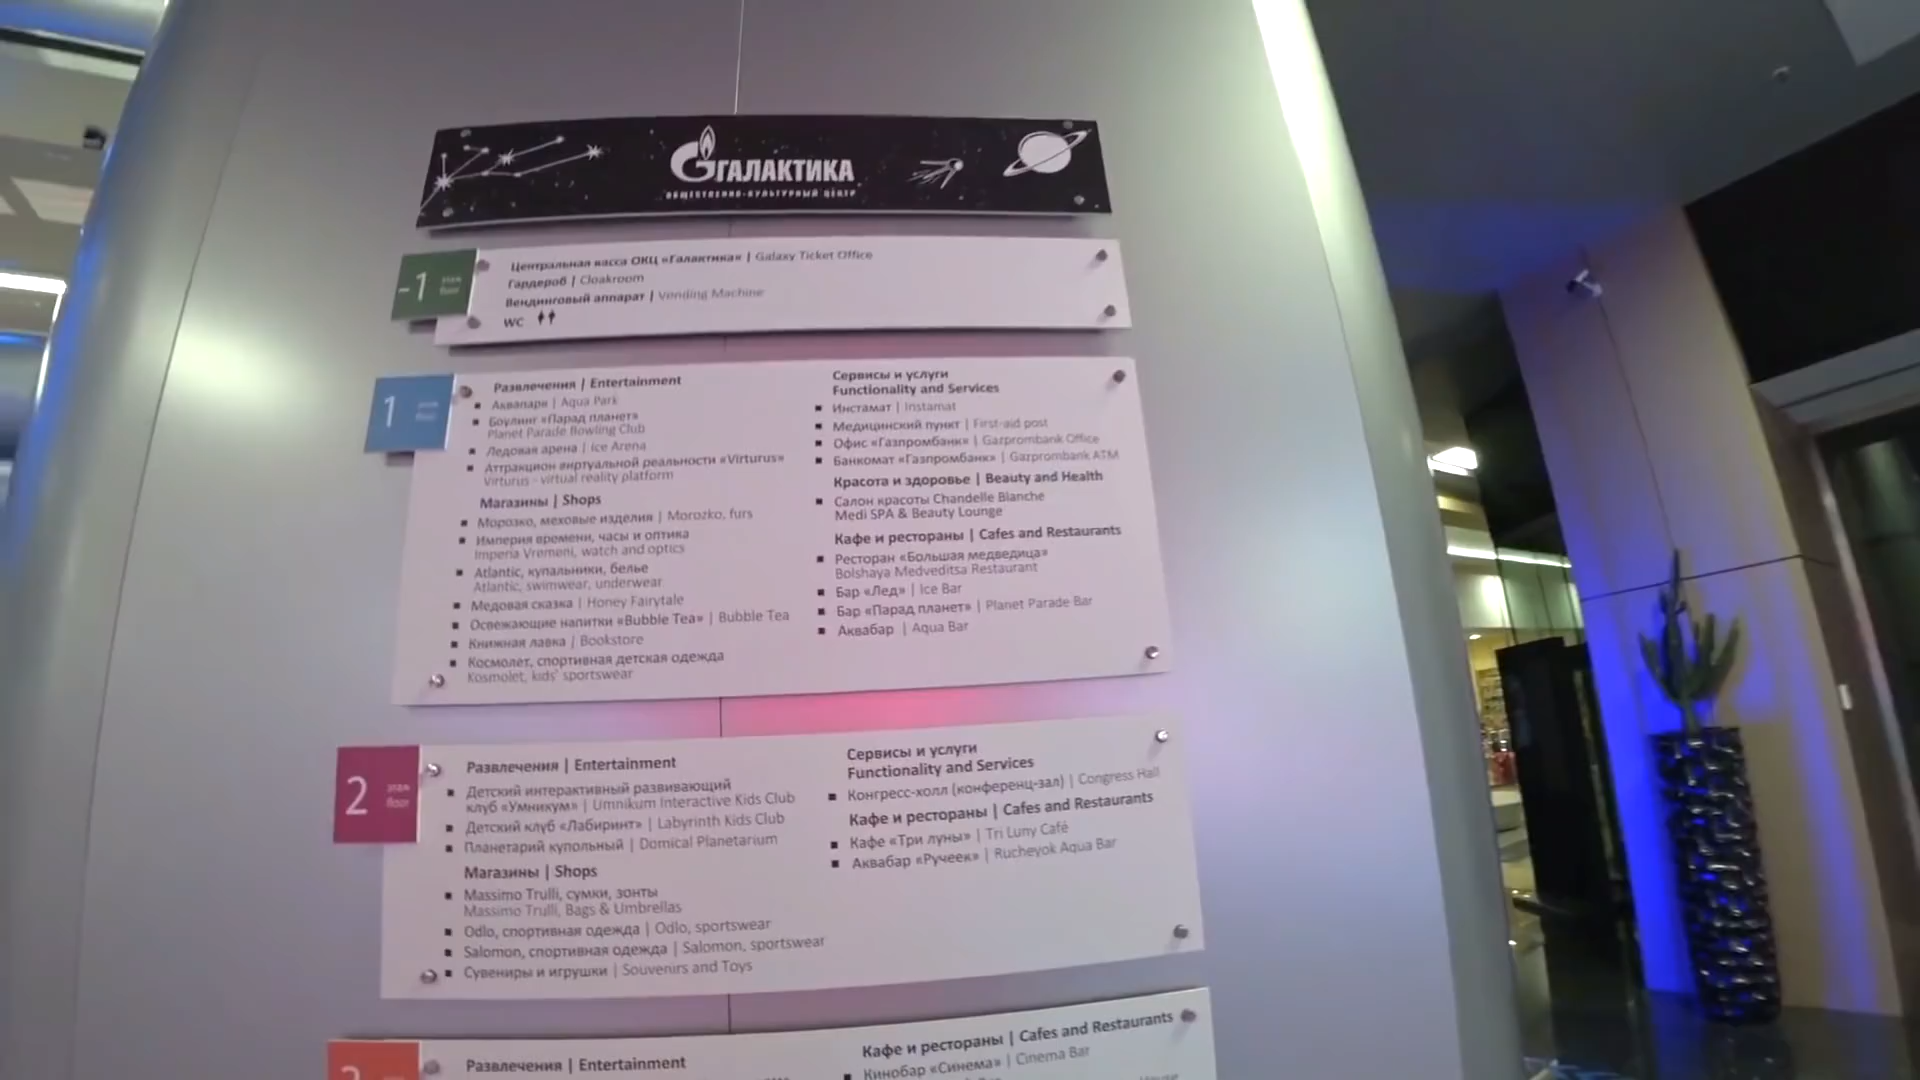 ГАЛАКТИКА
ОБЩЕСТВЕННО-КУЛЬТУРНЫЙ ЦЕНТР
-1 этаж
floor
Центральная касса ОКЦ «Галактика» | Galaxy Ticket Office
Гардероб | Cloakroom
Вендинговый аппарат | Vending Machine
WC
1 этаж
floor
Развлечения | Entertainment
Аквапарк | Aqua Park
Боулинг «Парад планет»
Planet Parade Bowling Club
Ледовая арена | Ice Arena
Аттракцион виртуальной реальности «Virturus»
Virturus - virtual reality platform
Магазины | Shops
Морозко, меховые изделия | Morozko, furs
Империя времени, часы и оптика
Imperia Vremeni, watch and optics
Atlantic, купальники, белье
Atlantic, swimwear, underwear
Медовая сказка | Honey Fairytale
Освежающие напитки «Bubble Tea» | Bubble Tea
Книжная лавка | Bookstore
Космолет, спортивная детская одежда
Kosmolet, kids' sportswear
Сервисы и услуги
Functionality and Services
Инстамат | Instamat
Медицинский пункт | First-aid post
Офис «Газпромбанк» | Gazprombank Office
Банкомат «Газпромбанк» | Gazprombank ATM
Красота и здоровье | Beauty and Health
Салон красоты Chandelle Blanche
Medi SPA & Beauty Lounge
Кафе и рестораны | Cafes and Restaurants
Ресторан «Большая медведица»
Bolshaya Medveditsa Restaurant
Бар «Лед» | Ice Bar
Бар «Парад планет» | Planet Parade Bar
Аквабар | Aqua Bar
2 этаж
floor
Развлечения | Entertainment
Детский интерактивный развивающий
клуб «Умникум» | Umnikum Interactive Kids Club
Детский клуб «Лабиринт» | Labyrinth Kids Club
Планетарий купольный | Domical Planetarium
Магазины | Shops
Massimo Trulli, сумки, зонты
Massimo Trulli, Bags & Umbrellas
Odlo, спортивная одежда | Odlo, sportswear
Salomon, спортивная одежда | Salomon, sportswear
Сувениры и игрушки | Souvenirs and Toys
Сервисы и услуги
Functionality and Services
Конгресс-холл (конференц-зал) | Congress Hall
Кафе и рестораны | Cafes and Restaurants
Кафе «Три луны» | Tri Luny Café
Аквабар «Ручеек» | Rucheyok Aqua Bar
Развлечения | Entertainment
Кафе и рестораны | Cafes and Restaurants
Кинобар «Синема» | Cinema Bar